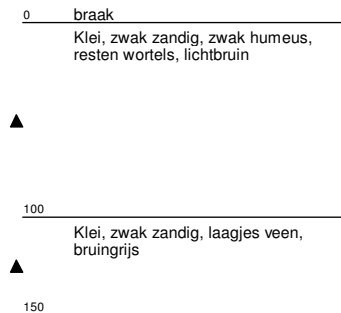 0 braak
Klei, zwak zandig, zwak humeus,
resten wortels, lichtbruin
100
Klei, zwak zandig, laagjes veen,
bruingrijs
150